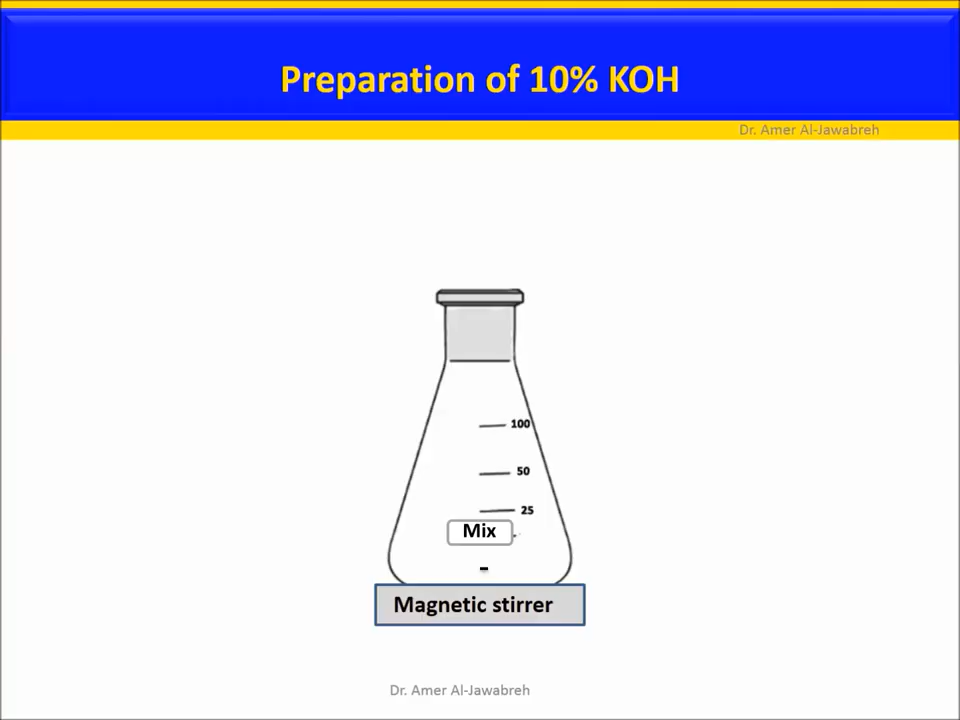 Preparation of 10% KOH
Dr. Amer Al-Jawabreh
100
50
25
Mix
-
Magnetic stirrer
Dr. Amer Al-Jawabreh